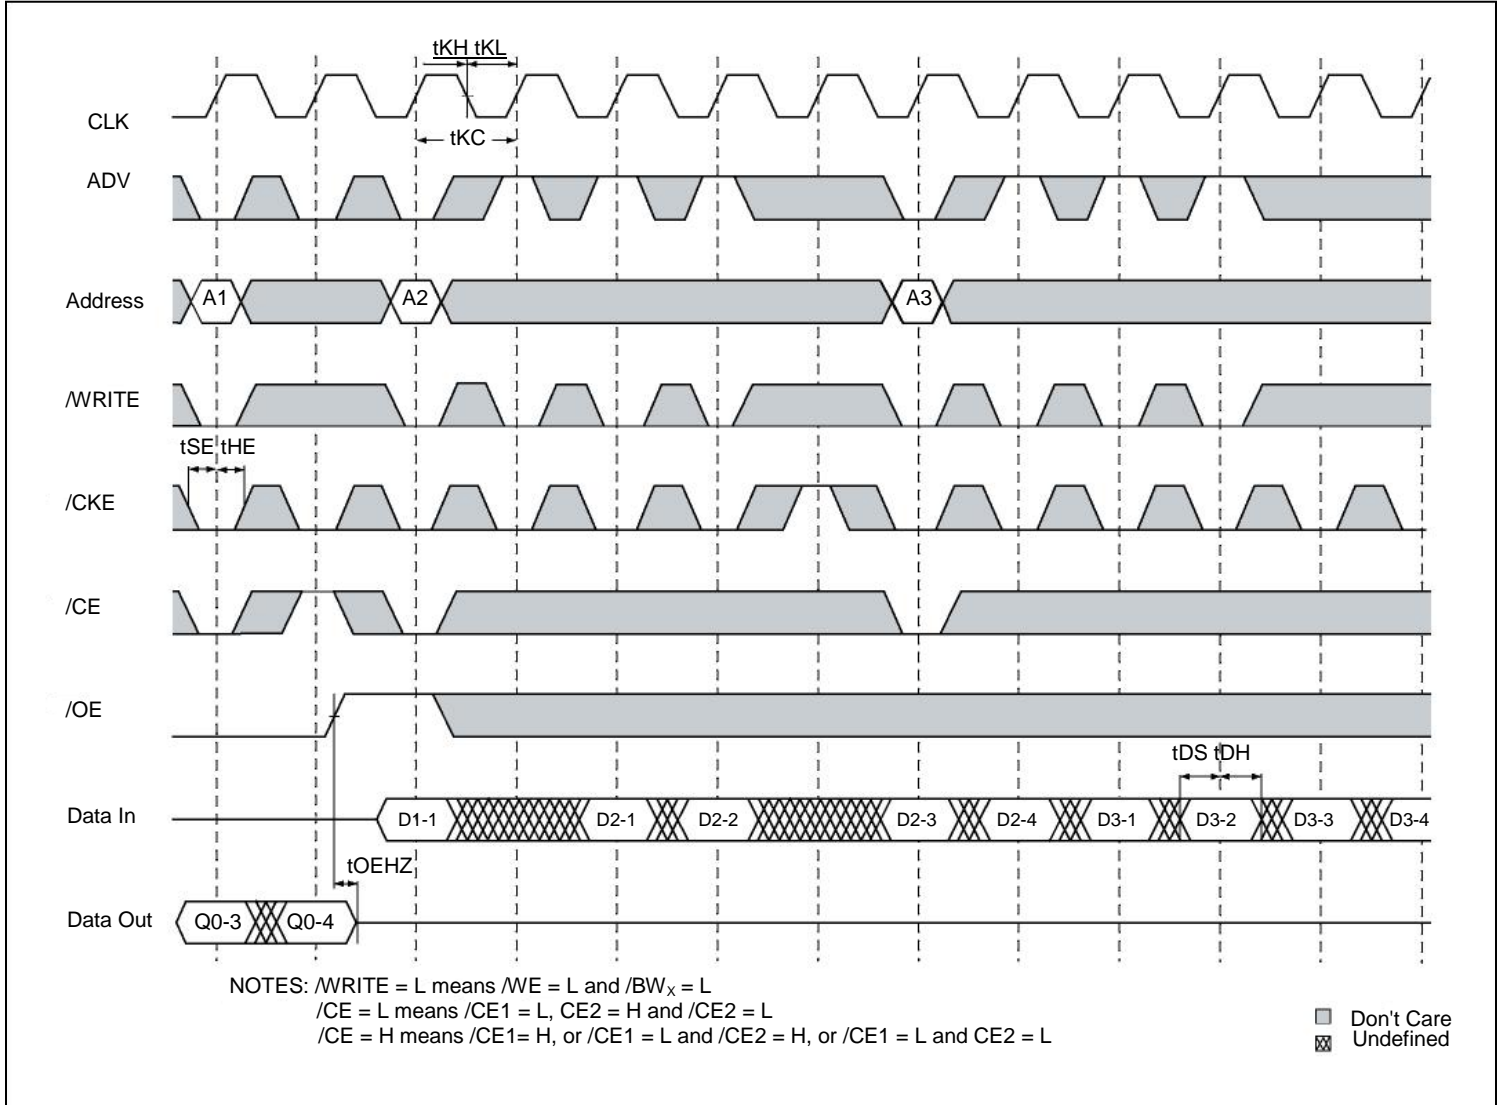 tKH tKL
CLK
tKC
ADV
Address A1 A2 A3
/WRITE
tSE tHE
/CKE
/CE
/OE
tDS tDH
Data In D1-1 D2-1 D2-2 D2-3 D2-4 D3-1 D3-2 D3-3 D3-4
tOEHZ
Data Out Q0-3 Q0-4
NOTES: /WRITE = L means /WE = L and /BWX = L
/CE = L means /CE1 = L, CE2 = H and /CE2 = L
/CE = H means /CE1= H, or /CE1 = L and /CE2 = H, or /CE1 = L and CE2 = L
Don't Care
Undefined